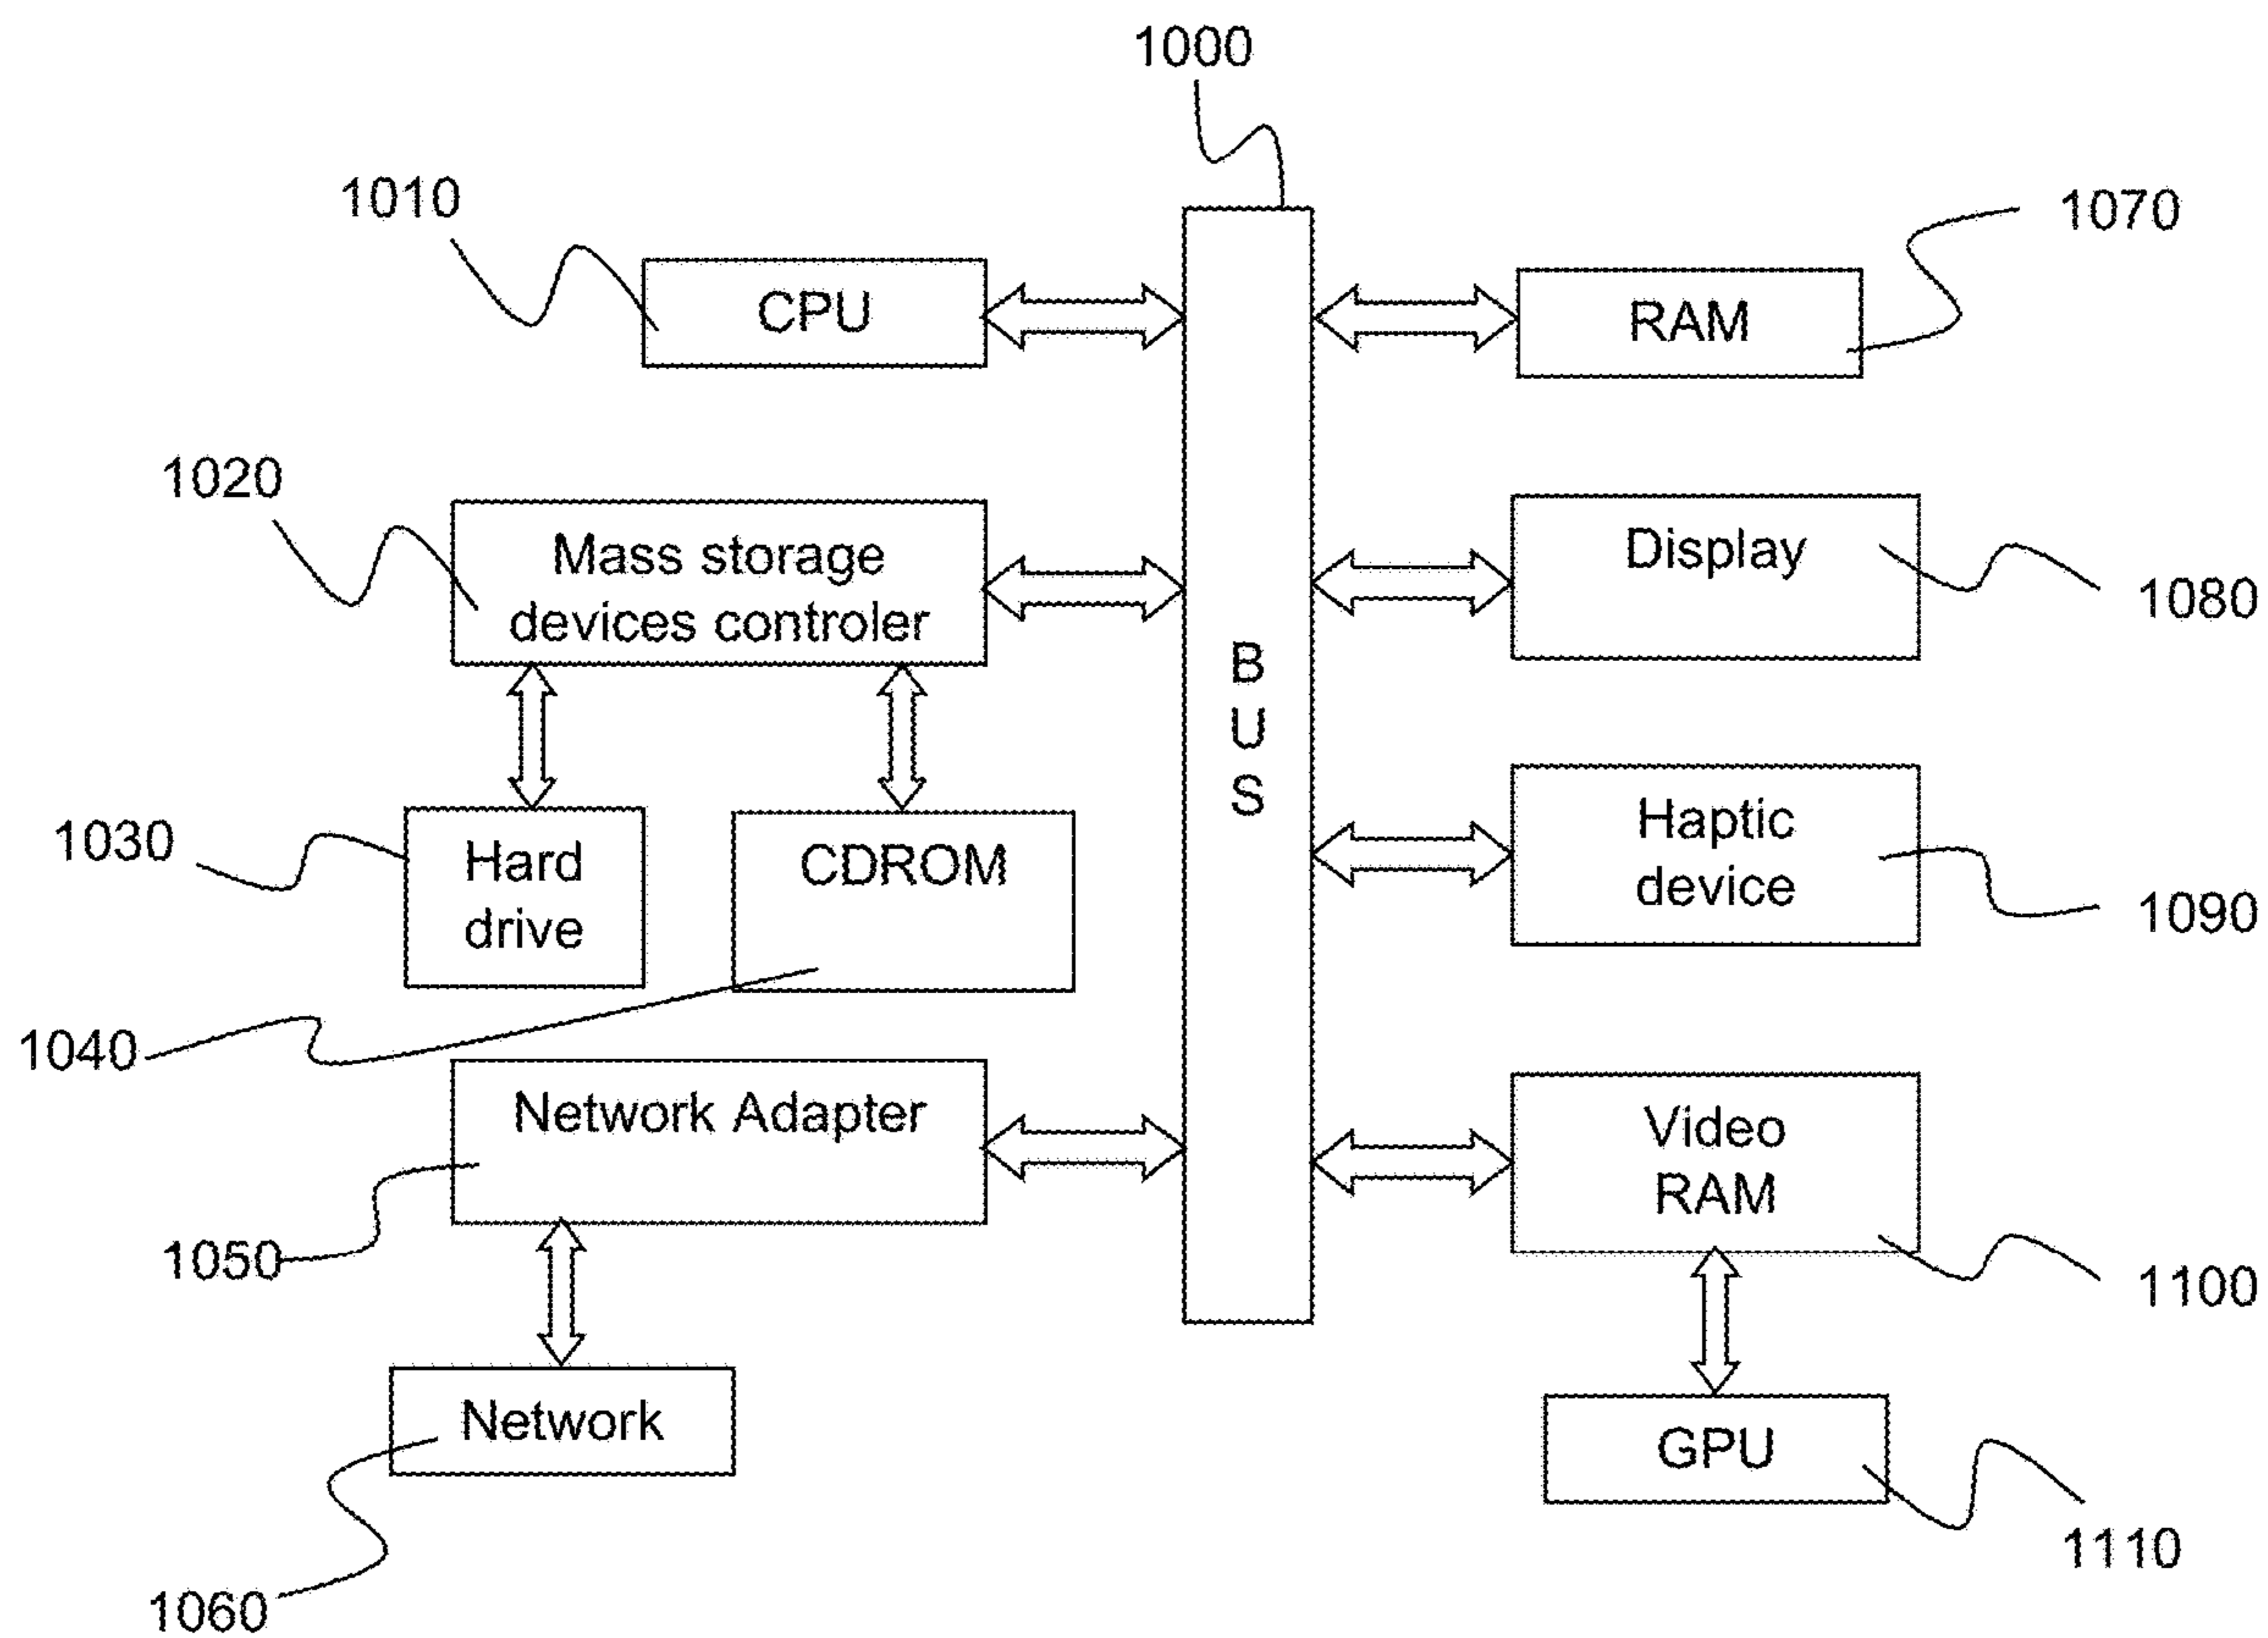 1000
1010
CPU
1070
RAM
1020
Mass storage
devices controler
Display
1080
B
U
S
1030
Hard
drive
CDROM
Haptic
device
1090
1040
Network Adapter
1050
Video
RAM
1100
Network
1060
GPU
1110